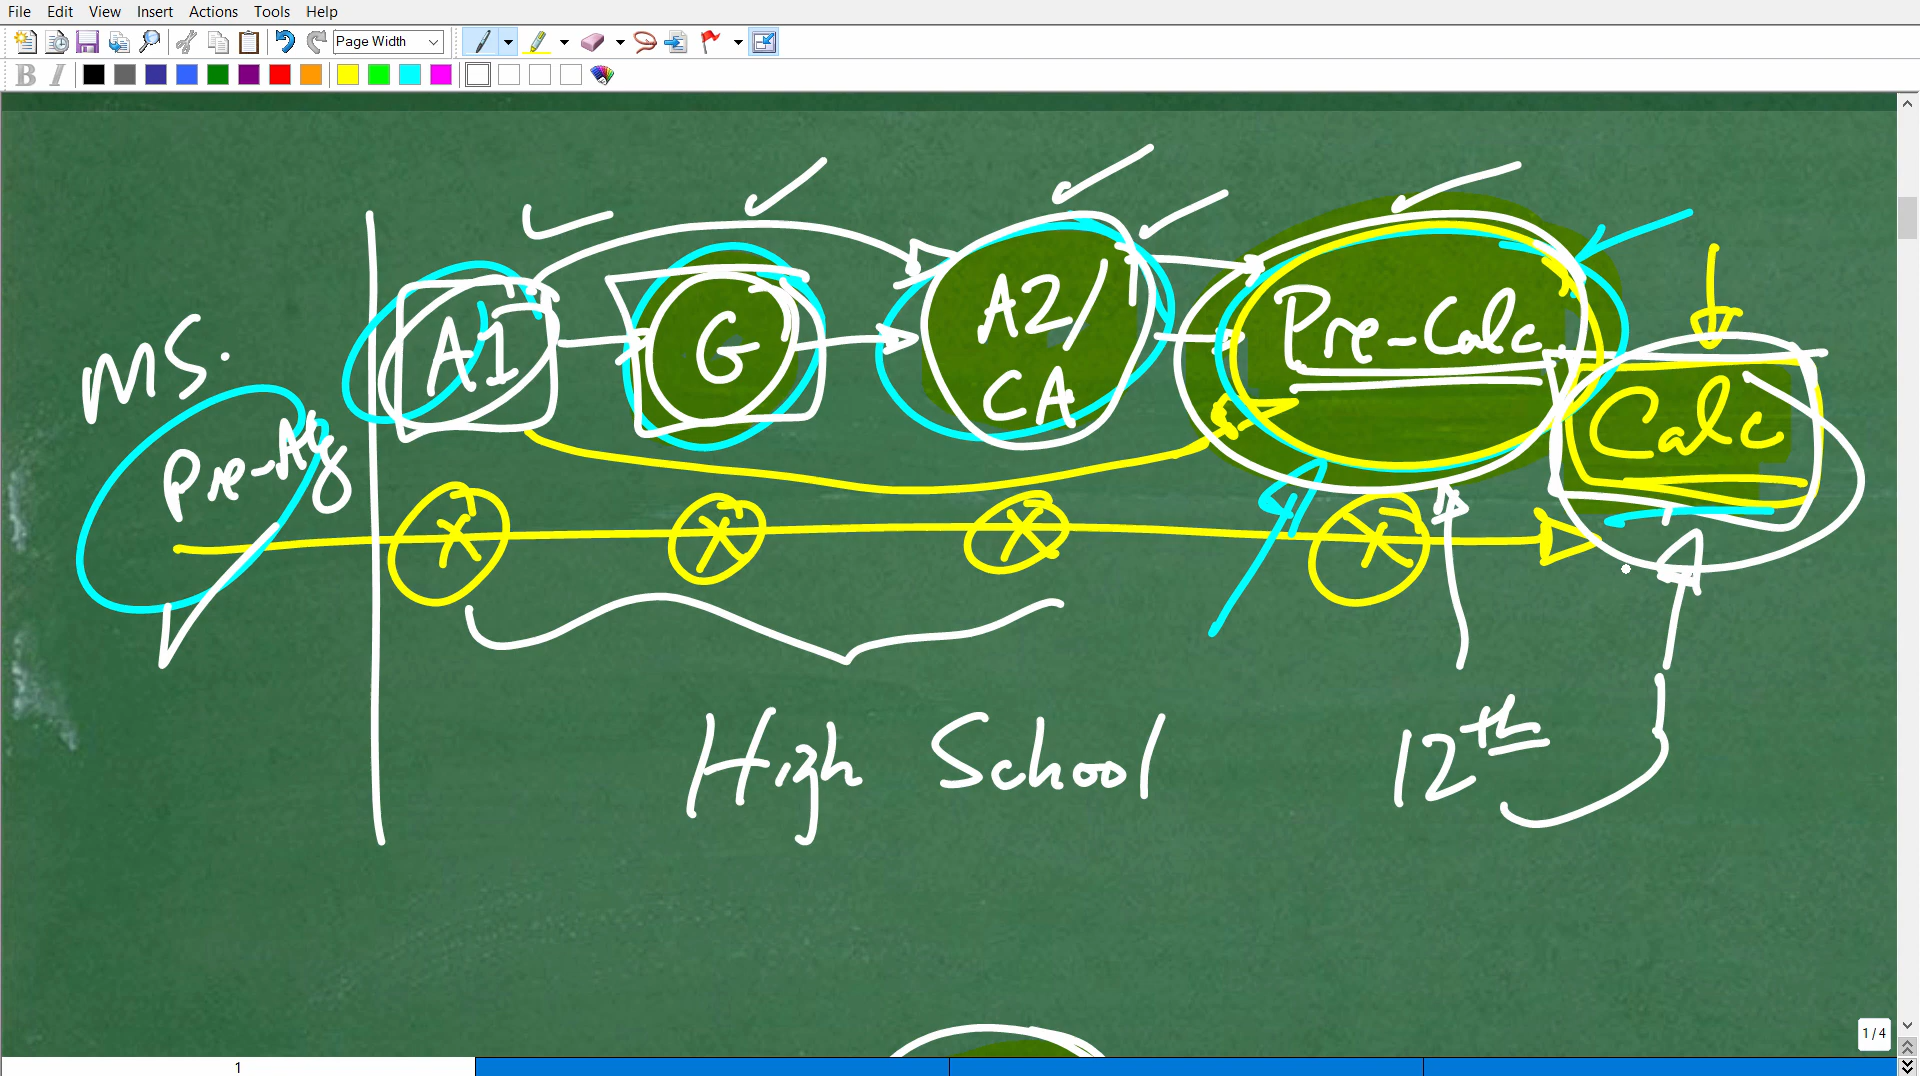 File Edit View Insert Actions Tools Help
Page Width
B I
MS.
Pre-Alg
A1
G
A2/
CA
Pre-Calc
Calc
High School
12th
1 / 4
1